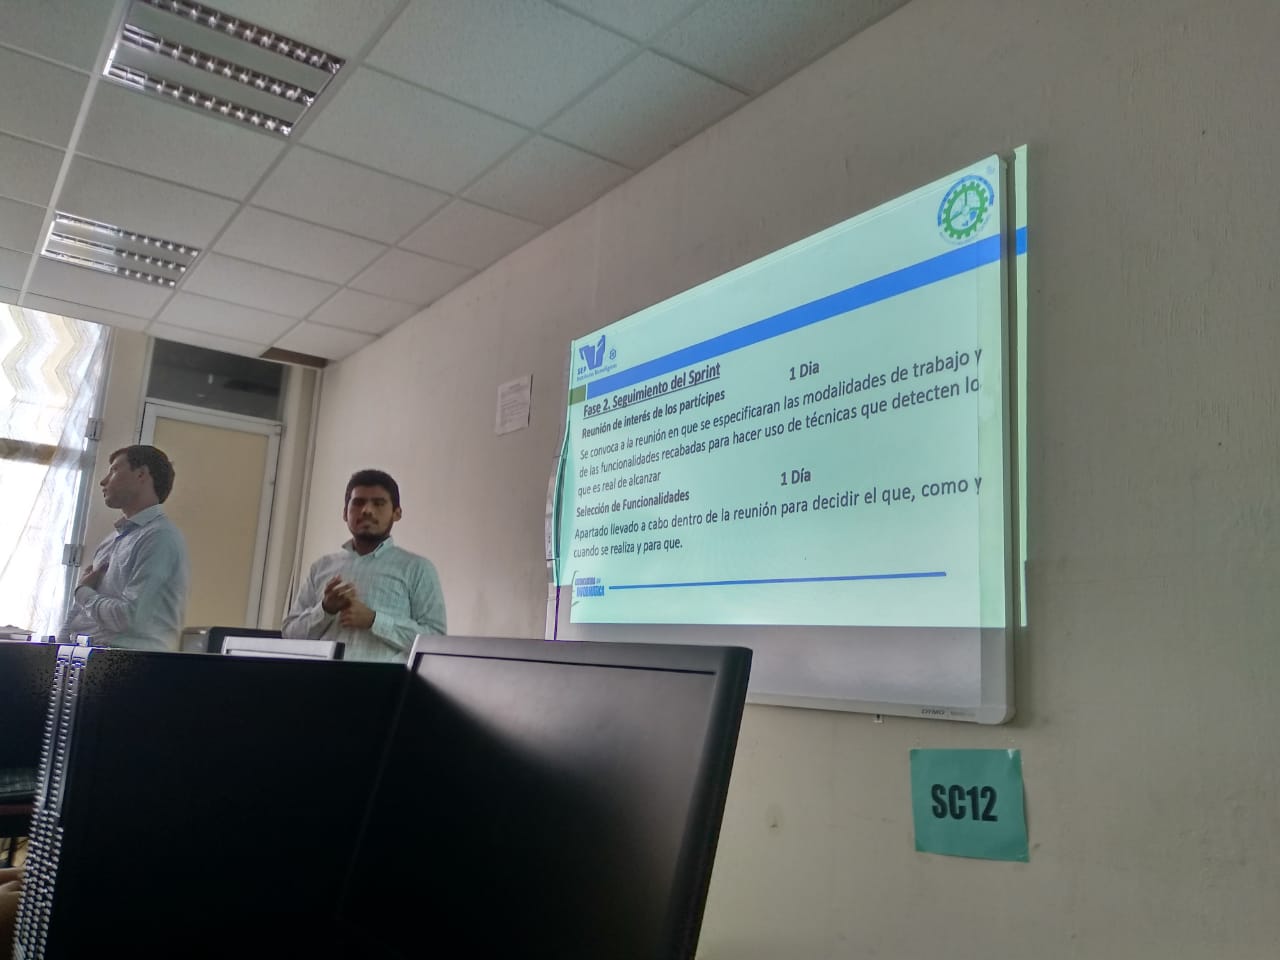 SEP
Fase 2. Seguimiento del Sprint
Reunión de interés de los partícipes 1 Dia
Se convoca a la reunión en que se especificaran las modalidades de trabajo y
de las funcionalidades recabadas para hacer uso de técnicas que detecten lo
que es real de alcanzar
Selección de Funcionalidades 1 Día
Apartado llevado a cabo dentro de la reunión para decidir el que, como y
cuando se realiza y para que.
INFORMÁTICA
DYMO
SC12